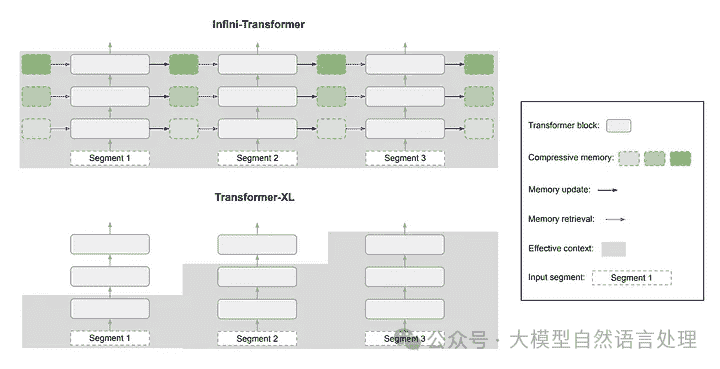 Infini-Transformer
Segment 1
Segment 2
Segment 3
Transformer-XL
Segment 1
Segment 2
Segment 3
Transformer block:
Compressive memory:
Memory update:
Memory retrieval:
Effective context:
Input segment:
Segment 1
公众号·大模型自然语言处理